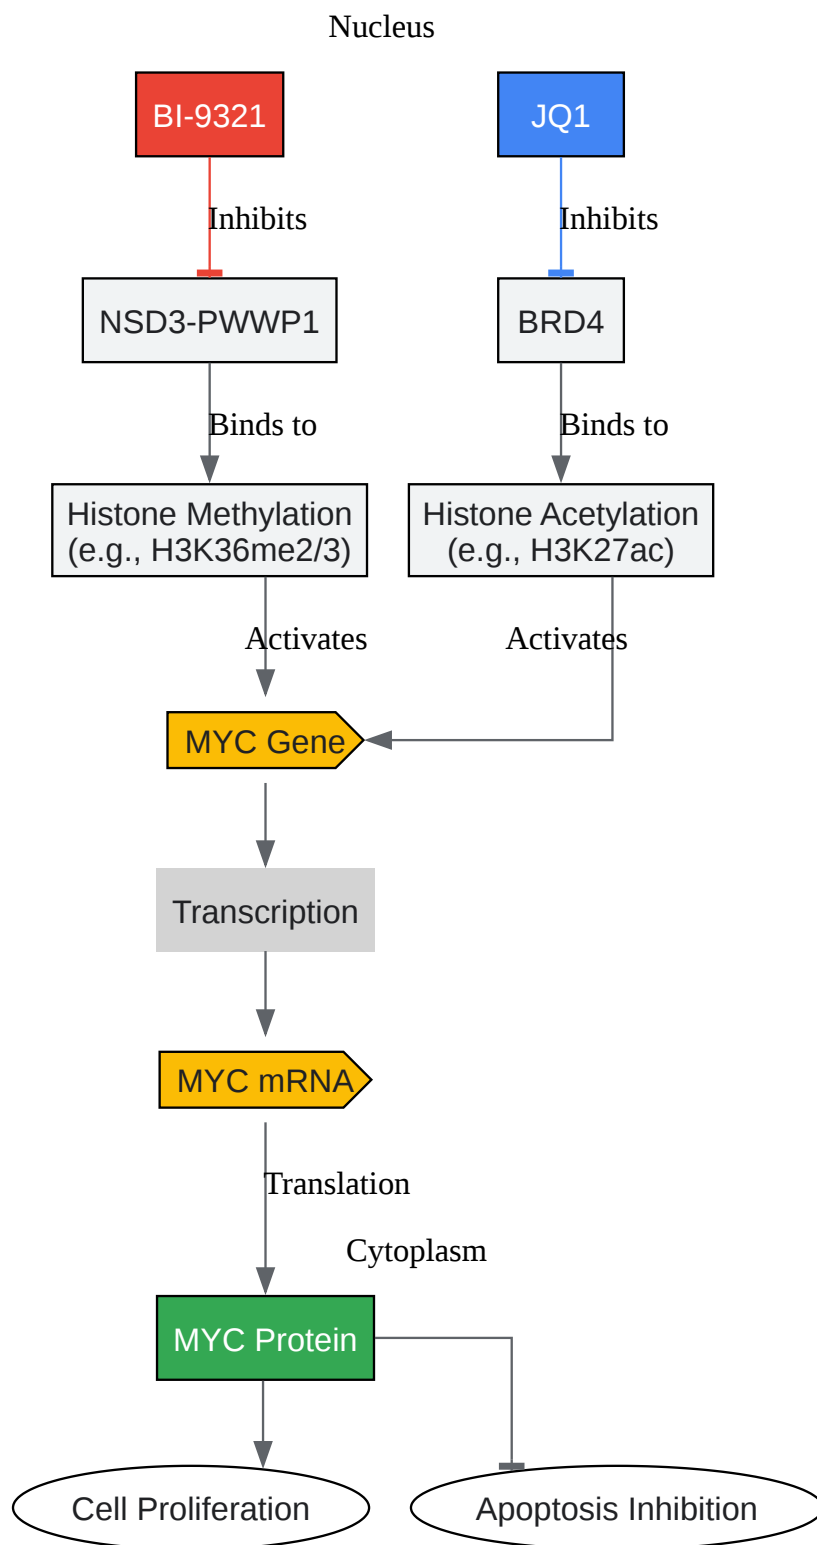 Nucleus
BI-9321
JQ1
Inhibits
Inhibits
NSD3-PWWP1
BRD4
Binds to
Binds to
Histone Methylation
(e.g., H3K36me2/3)
Histone Acetylation
(e.g., H3K27ac)
Activates
Activates
MYC Gene
Transcription
MYC mRNA
Translation
Cytoplasm
MYC Protein
Cell Proliferation
Apoptosis Inhibition